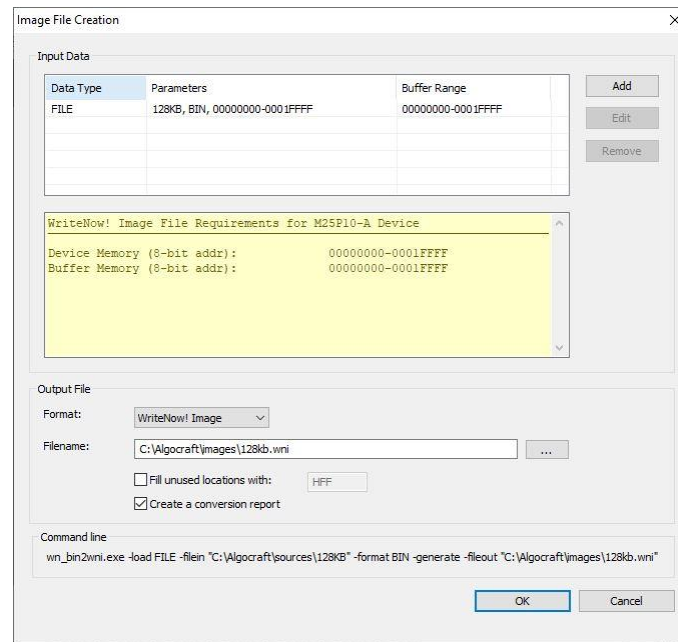 Image File Creation
Input Data
Data Type Parameters Buffer Range
FILE 128KB, BIN, 00000000-0001FFFF 00000000-0001FFFF
Add
Edit
Remove
WriteNow! Image File Requirements for M25P10-A Device
Device Memory (8-bit addr): 00000000-0001FFFF
Buffer Memory (8-bit addr): 00000000-0001FFFF
Output File
Format: WriteNow! Image
Filename: C:\Algocraft\images\128kb.wni ...
Fill unused locations with: HFF
Create a conversion report
Command line
wn_bin2wni.exe -load FILE -filein "C:\Algocraft\sources\128KB" -format BIN -generate -fileout "C:\Algocraft\images\128kb.wni"
OK Cancel